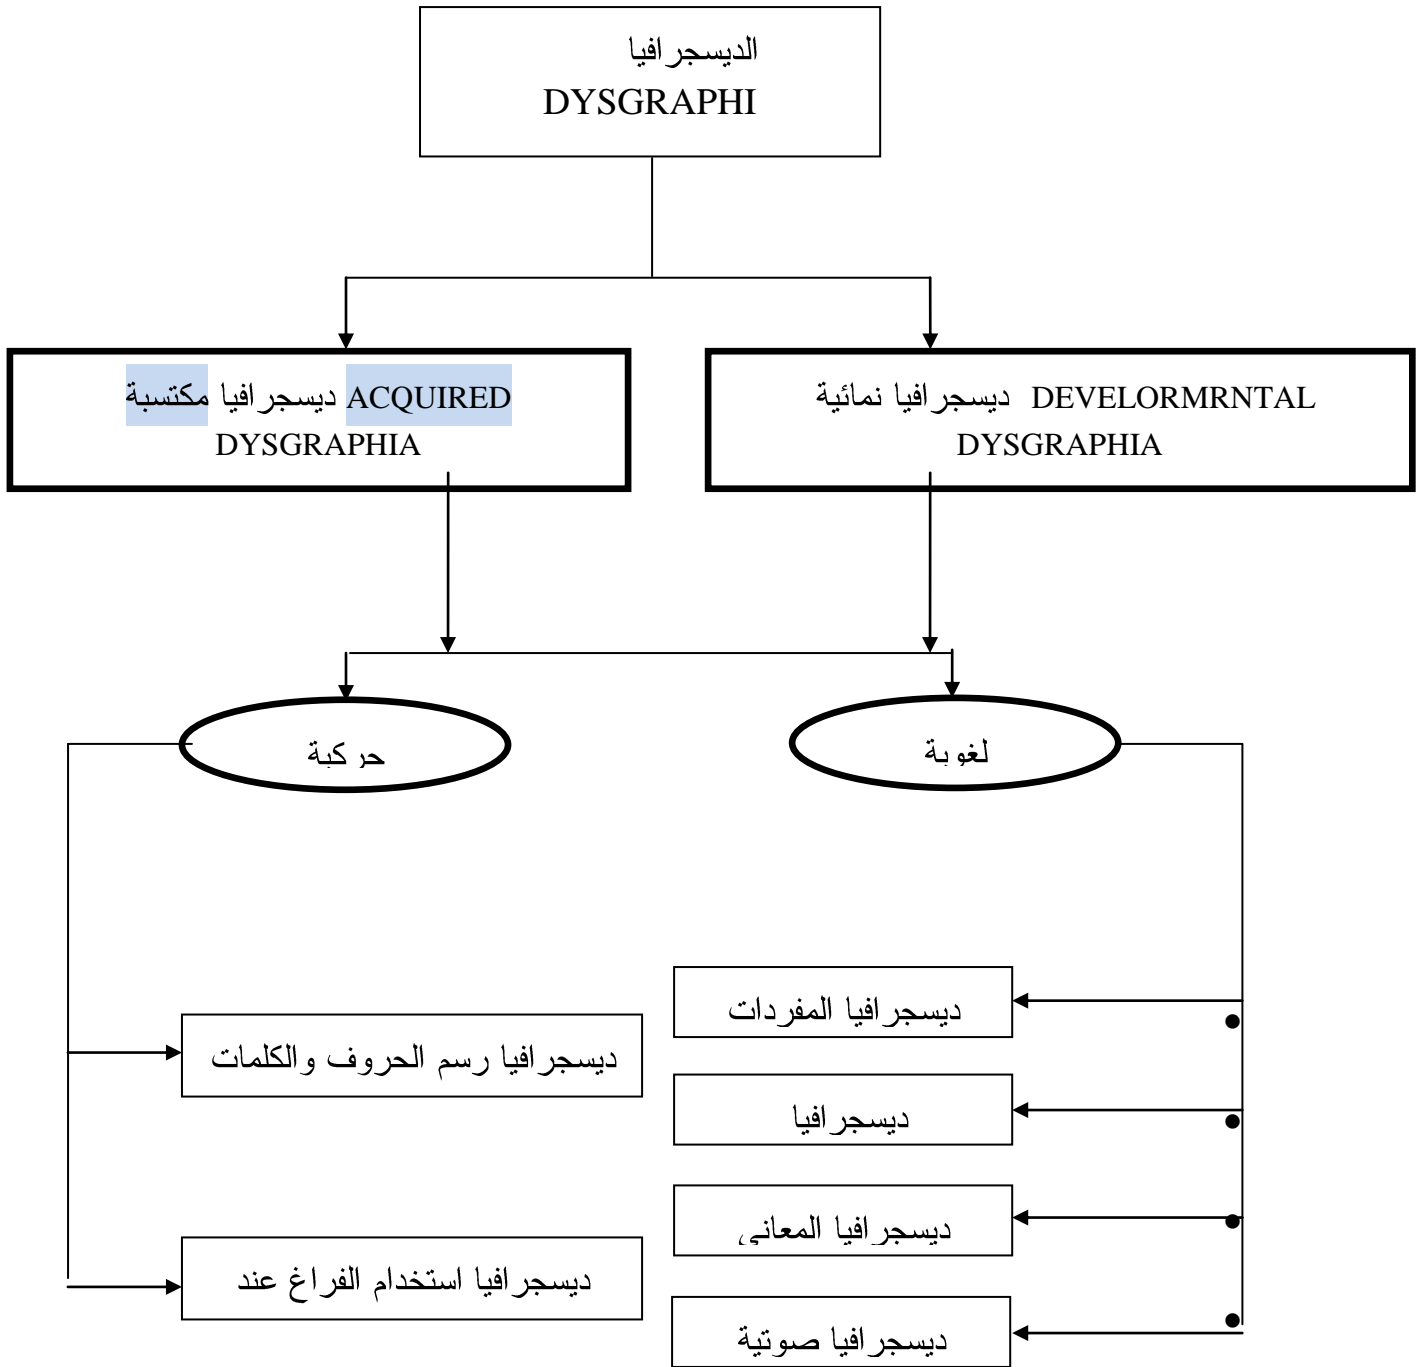 الديسجرافيا
DYSGRAPHI
ديسجرافيا نمائية DEVELORMRNTAL
DYSGRAPHIA
ديسجرافيا مكتسبة ACQUIRED
DYSGRAPHIA
لغوية
حركية
ديسجرافيا المفردات
ديسجرافيا رسم الحروف والكلمات
ديسجرافيا
ديسجرافيا المعاني
ديسجرافيا استخدام الفراغ عند
ديسجرافيا صوتية